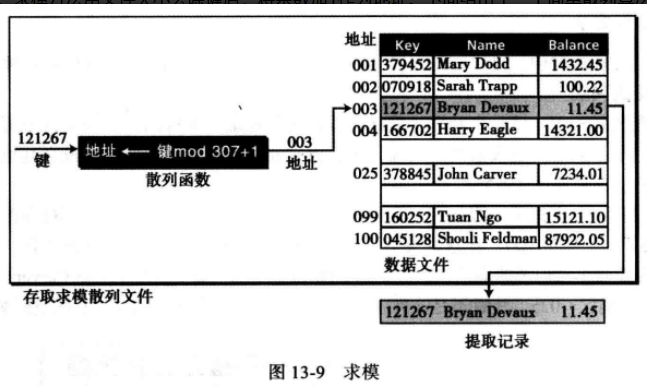 地址 Key Name Balance
001 379452 Mary Dodd 1432.45
002 070918 Sarah Trapp 100.22
003 121267 Bryan Devaux 11.45
004 166702 Harry Eagle 14321.00
025 378845 John Carver 7234.01
099 160252 Tuan Ngo 15121.10
100 045128 Shouli Feldman 87922.05
数据文件
121267
键
地址 ← 键mod 307+1
散列函数
003
地址
存取求模散列文件
121267 Bryan Devaux 11.45
提取记录
图 13-9 求模